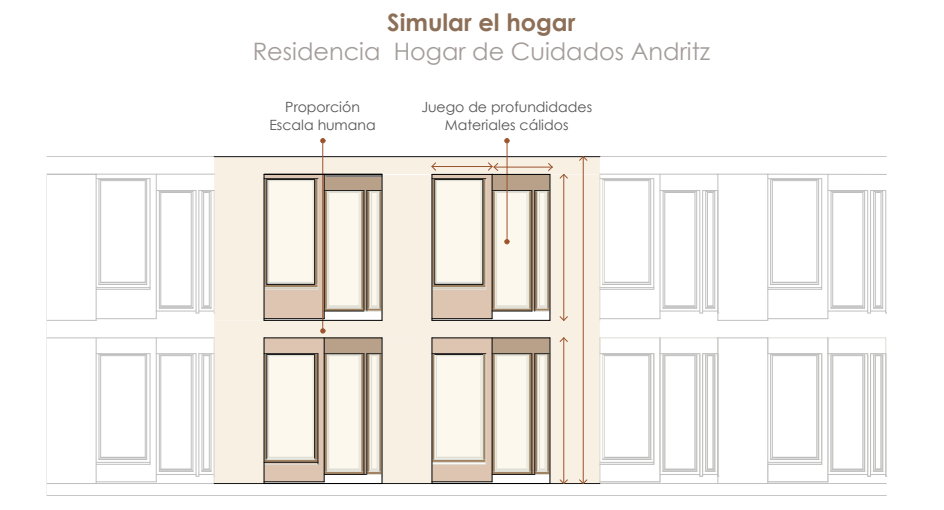 Simular el hogar
Residencia Hogar de Cuidados Andritz
Proporción
Escala humana
Juego de profundidades
Materiales cálidos